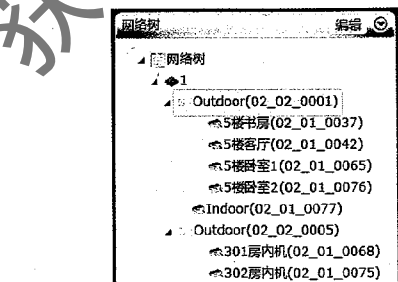 网络树 编辑
网络树
1
Outdoor(02_02_0001)
5楼书房(02_01_0037)
5楼客厅(02_01_0042)
5楼卧室1(02_01_0065)
5楼卧室2(02_01_0076)
Indoor(02_01_0077)
Outdoor(02_02_0005)
301房内机(02_01_0068)
302房内机(02_01_0075)